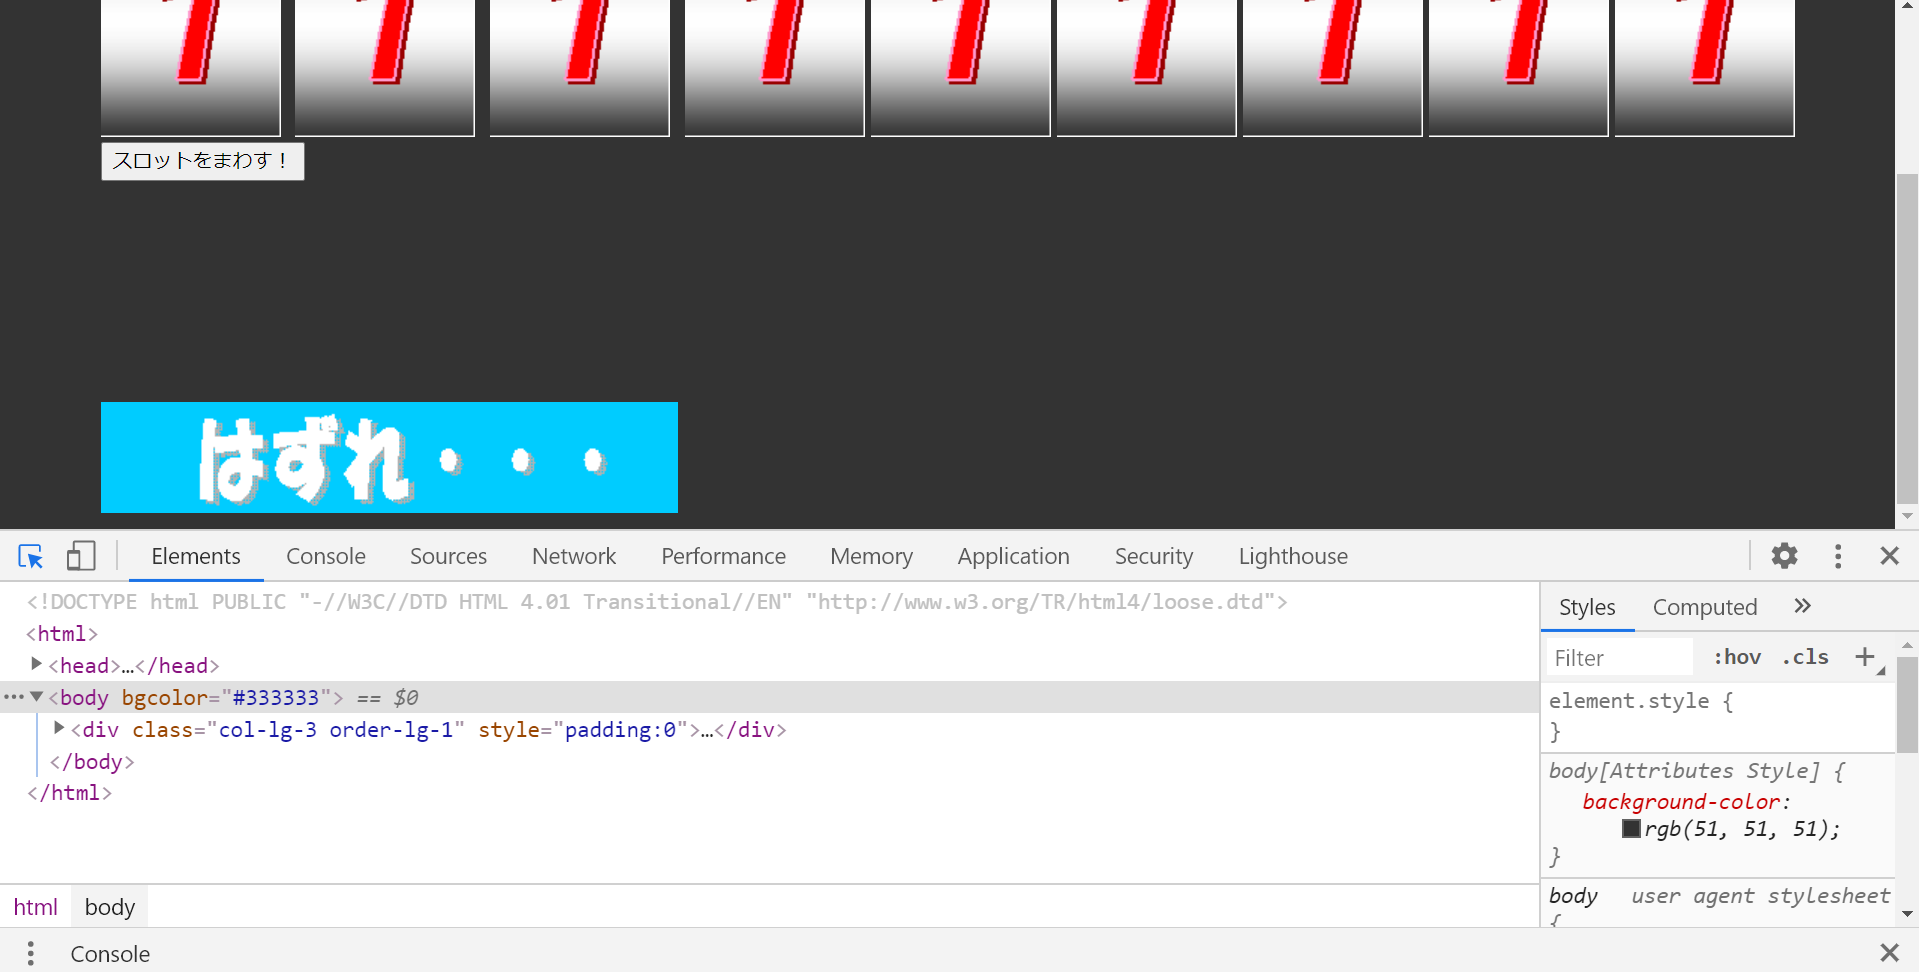 スロットをまわす！
はずれ・・・
Elements Console Sources Network Performance Memory Application Security Lighthouse
<!DOCTYPE html PUBLIC "-//W3C//DTD HTML 4.01 Transitional//EN" "http://www.w3.org/TR/html4/loose.dtd">
<html>
<head>…</head>
<body bgcolor="#333333"> == $0
<div class="col-lg-3 order-lg-1" style="padding:0">…</div>
</body>
</html>
html body
Styles Computed »
Filter :hov .cls +
element.style {
}
body[Attributes Style] {
background-color:
rgb(51, 51, 51);
}
body user agent stylesheet
{
Console